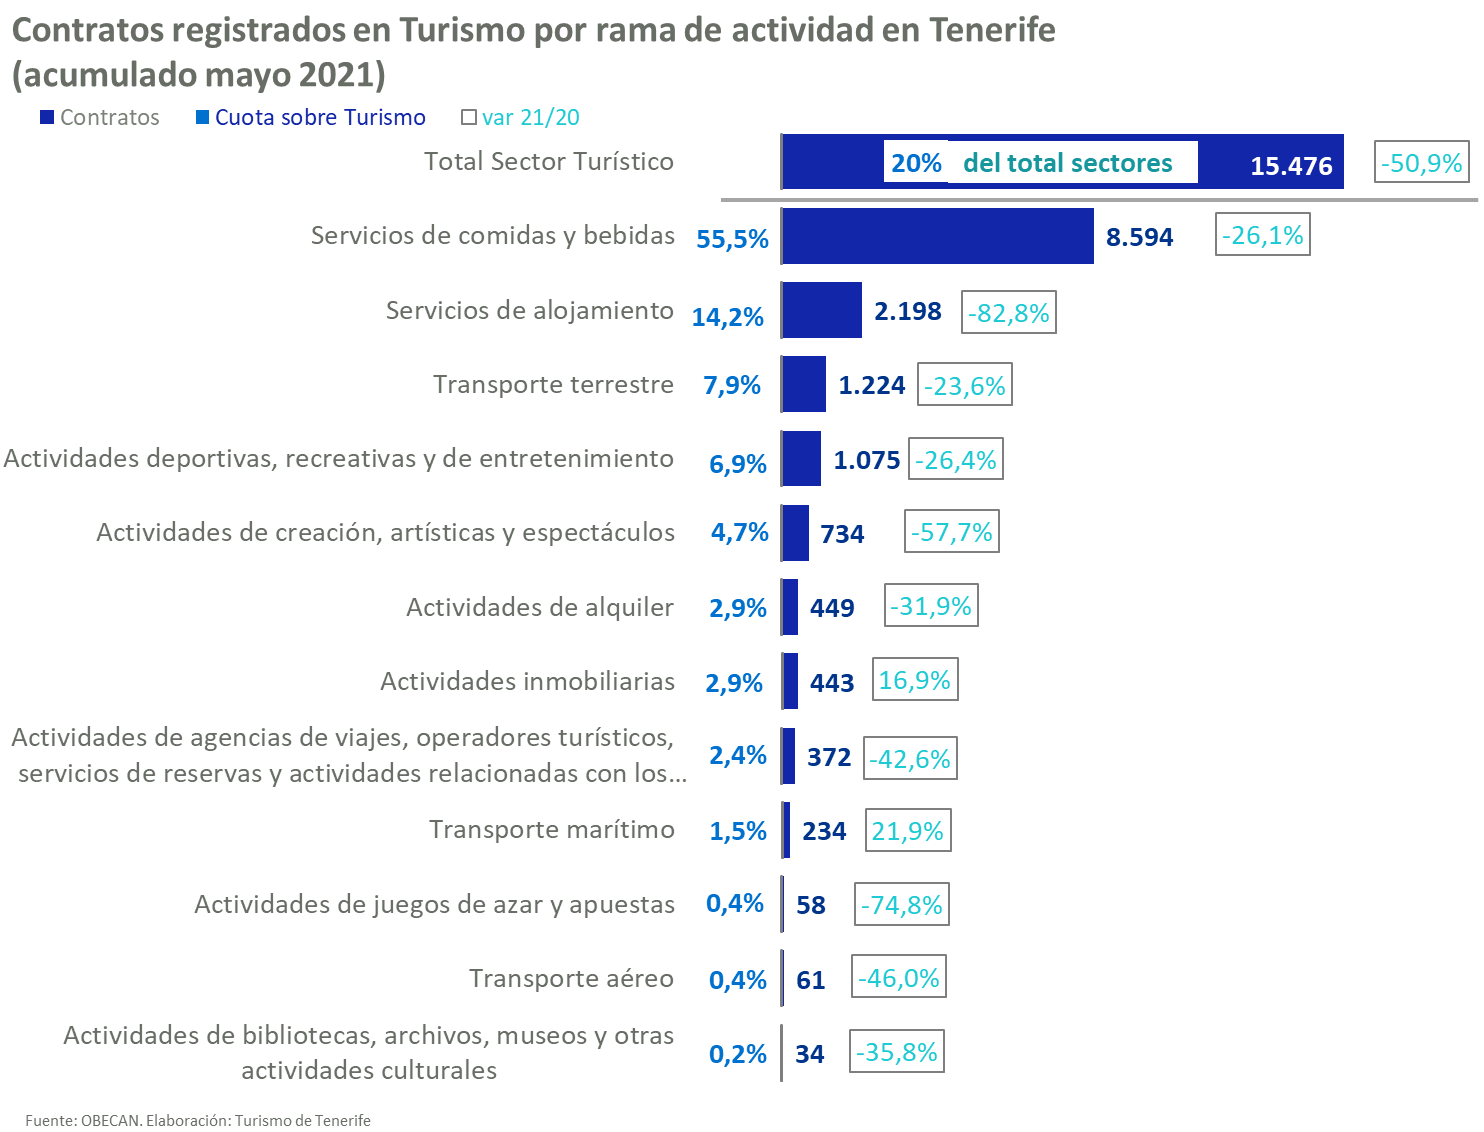 Contratos registrados en Turismo por rama de actividad en Tenerife
(acumulado mayo 2021)
Contratos Cuota sobre Turismo var 21/20
Total Sector Turístico 20% del total sectores 15.476 -50,9%
Servicios de comidas y bebidas 55,5% 8.594 -26,1%
Servicios de alojamiento 14,2% 2.198 -82,8%
Transporte terrestre 7,9% 1.224 -23,6%
Actividades deportivas, recreativas y de entretenimiento 6,9% 1.075 -26,4%
Actividades de creación, artísticas y espectáculos 4,7% 734 -57,7%
Actividades de alquiler 2,9% 449 -31,9%
Actividades inmobiliarias 2,9% 443 16,9%
Actividades de agencias de viajes, operadores turísticos,
servicios de reservas y actividades relacionadas con los…
2,4% 372 -42,6%
Transporte marítimo 1,5% 234 21,9%
Actividades de juegos de azar y apuestas 0,4% 58 -74,8%
Transporte aéreo 0,4% 61 -46,0%
Actividades de bibliotecas, archivos, museos y otras
actividades culturales
0,2% 34 -35,8%
Fuente: OBECAN. Elaboración: Turismo de Tenerife